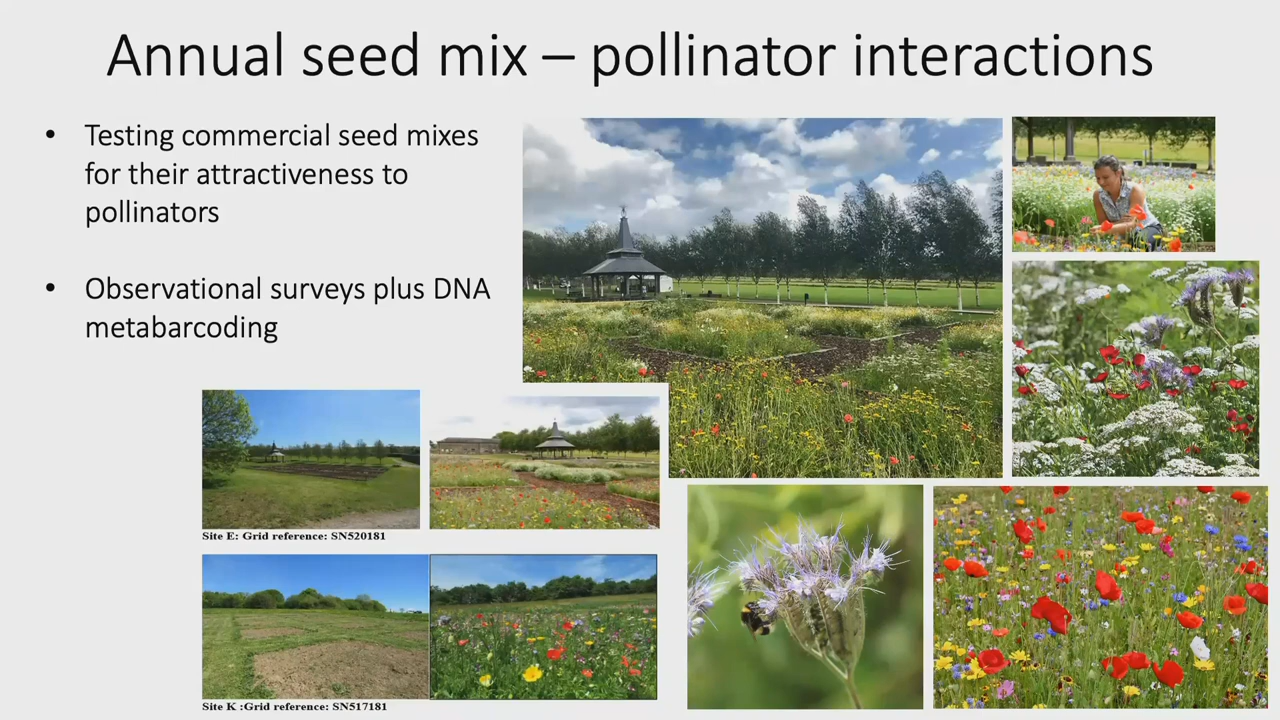 Annual seed mix – pollinator interactions
• Testing commercial seed mixes
for their attractiveness to
pollinators
• Observational surveys plus DNA
metabarcoding
Site E: Grid reference: SN520181
Site K :Grid reference: SN517181